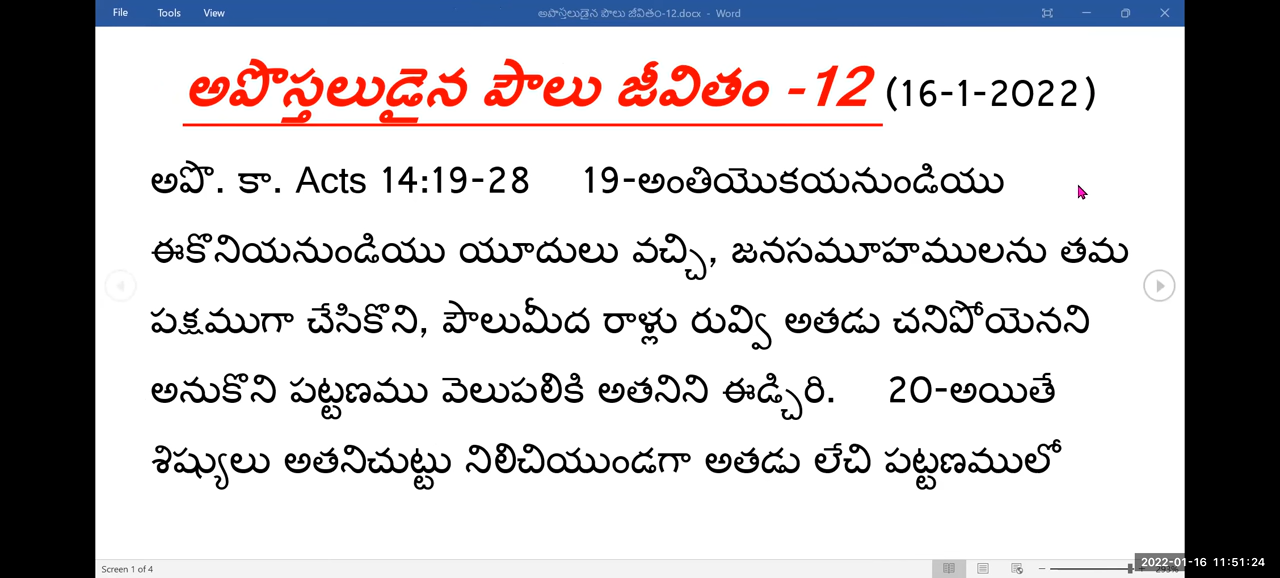 File Tools View అపొస్తలుడైన పౌలు జీవితం-12.docx - Word
అపొస్తలుడైన పౌలు జీవితం -12 (16-1-2022)
అపొ. కా. Acts 14:19-28 19-అంతియొకయనుండియు
ఈకొనియనుండియు యూదులు వచ్చి, జనసమూహములను తమ
పక్షముగా చేసికొని, పౌలుమీద రాళ్లు రువ్వి అతడు చనిపోయెనని
అనుకొని పట్టణము వెలుపలికి అతనిని ఈడ్చిరి. 20-అయితే
శిష్యులు అతనిచుట్టు నిలిచియుండగా అతడు లేచి పట్టణములో
2022-01-16 11:51:24
Screen 1 of 4